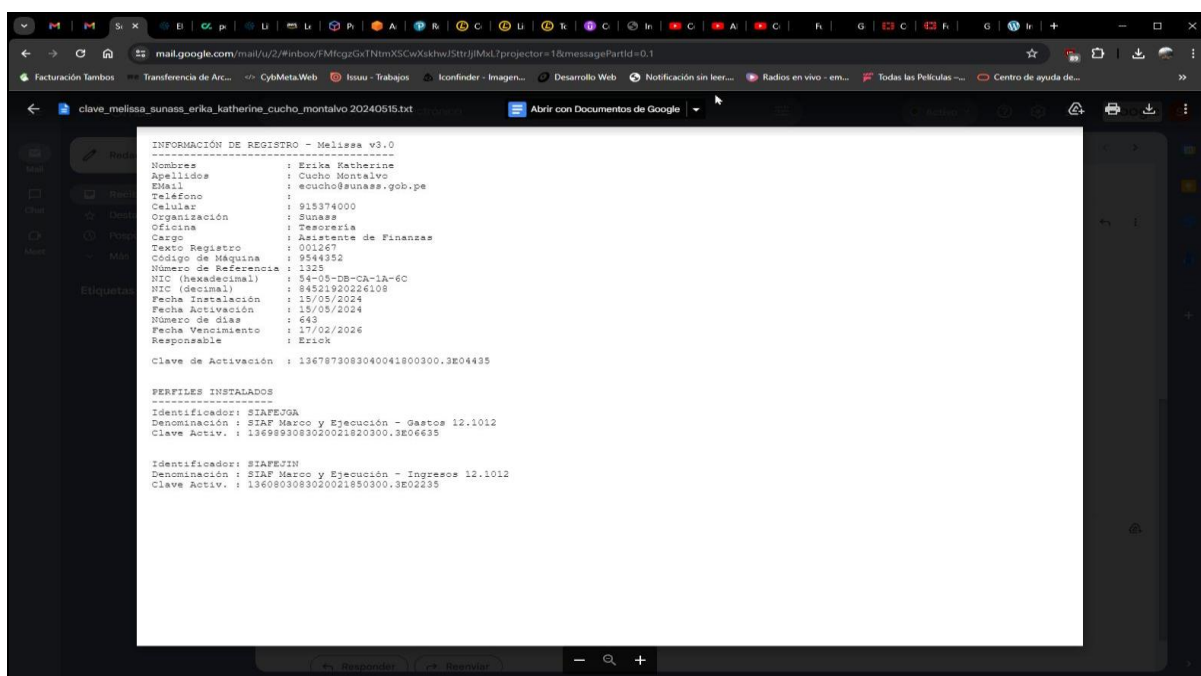 mail.google.com/mail/u/2/#inbox/FMfcgzGxTNtmXSCwXskhwJSttrJjlMxL?projector=1&messagePartId=0.1
Facturación Tambos Transferencia de Arc... CybMeta.Web Issuu - Trabajos Iconfinder - Imagen... Desarrollo Web Notificación sin leer.... Radios en vivo - em... Todas las Películas –... Centro de ayuda de... »
clave_melissa_sunass_erika_katherine_cucho_montalvo 20240515.txt Abrir con Documentos de Google
INFORMACIÓN DE REGISTRO - Melissa v3.0
Nombres : Erika Katherine
Apellidos : Cucho Montalvo
EMail : ecucho@sunass.gob.pe
Teléfono :
Celular : 915374000
Organización : Sunass
Oficina : Tesorería
Cargo : Asistente de Finanzas
Texto Registro : 001267
Código de Máquina : 9544352
Número de Referencia : 1325
NIC (hexadecimal) : 54-05-DB-CA-1A-6C
NIC (decimal) : 84521920226108
Fecha Instalación : 15/05/2024
Fecha Activación : 15/05/2024
Número de días : 643
Fecha Vencimiento : 17/02/2026
Responsable : Erick
Clave de Activación : 1367873083040041800300.3E04435
PERFILES INSTALADOS
Identificador: SIAFEJGA
Denominación : SIAF Marco y Ejecución - Gastos 12.1012
Clave Activ. : 1369893083020021820300.3E06635
Identificador: SIAFEJIN
Denominación : SIAF Marco y Ejecución - Ingresos 12.1012
Clave Activ. : 1360803083020021850300.3E02235
Etiquetas
Responder Reenviar